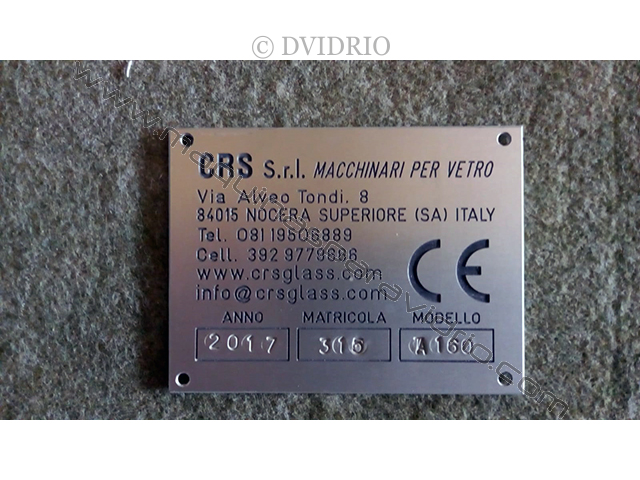 © DVIDRIO
CRS S.r.l. MACCHINARI PER VETRO
Via Alveo Tondi. 8
84015 NOCERA SUPERIORE (SA) ITALY
Tel. 081 19506889
Cell. 392 9779886
www.crsglass.com
info@crsglass.com
CE
ANNO MATRICOLA MODELLO
2017 315 A160